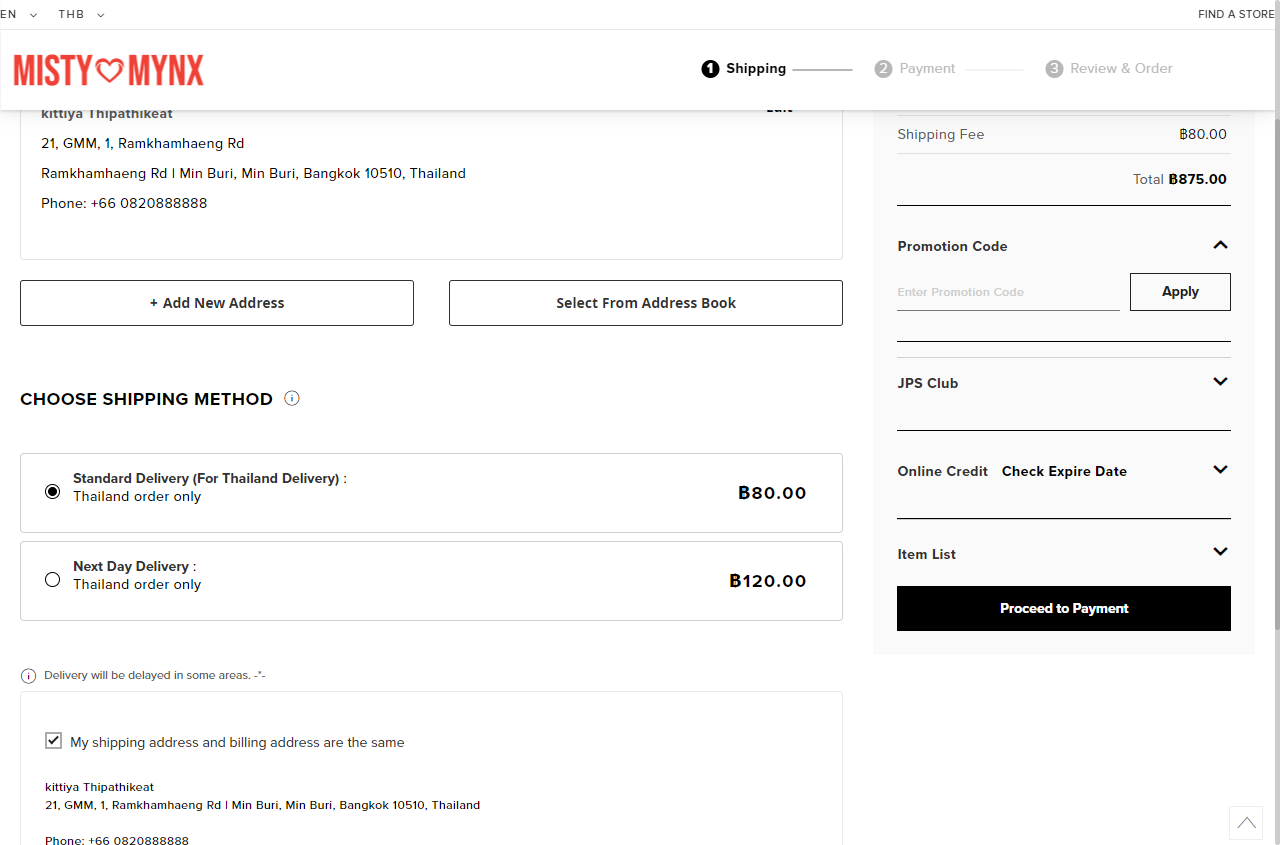 EN THB FIND A STORE
MISTY MYNX
1 Shipping 2 Payment 3 Review & Order
kittiya Thipathikeat
21, GMM, 1, Ramkhamhaeng Rd
Ramkhamhaeng Rd | Min Buri, Min Buri, Bangkok 10510, Thailand
Phone: +66 0820888888
+ Add New Address
Select From Address Book
CHOOSE SHIPPING METHOD
Standard Delivery (For Thailand Delivery) :
Thailand order only
฿80.00
Next Day Delivery :
Thailand order only
฿120.00
Delivery will be delayed in some areas. -*-
My shipping address and billing address are the same
kittiya Thipathikeat
21, GMM, 1, Ramkhamhaeng Rd | Min Buri, Min Buri, Bangkok 10510, Thailand
Phone: +66 0820888888
Shipping Fee ฿80.00
Total ฿875.00
Promotion Code
Enter Promotion Code
Apply
JPS Club
Online Credit Check Expire Date
Item List
Proceed to Payment